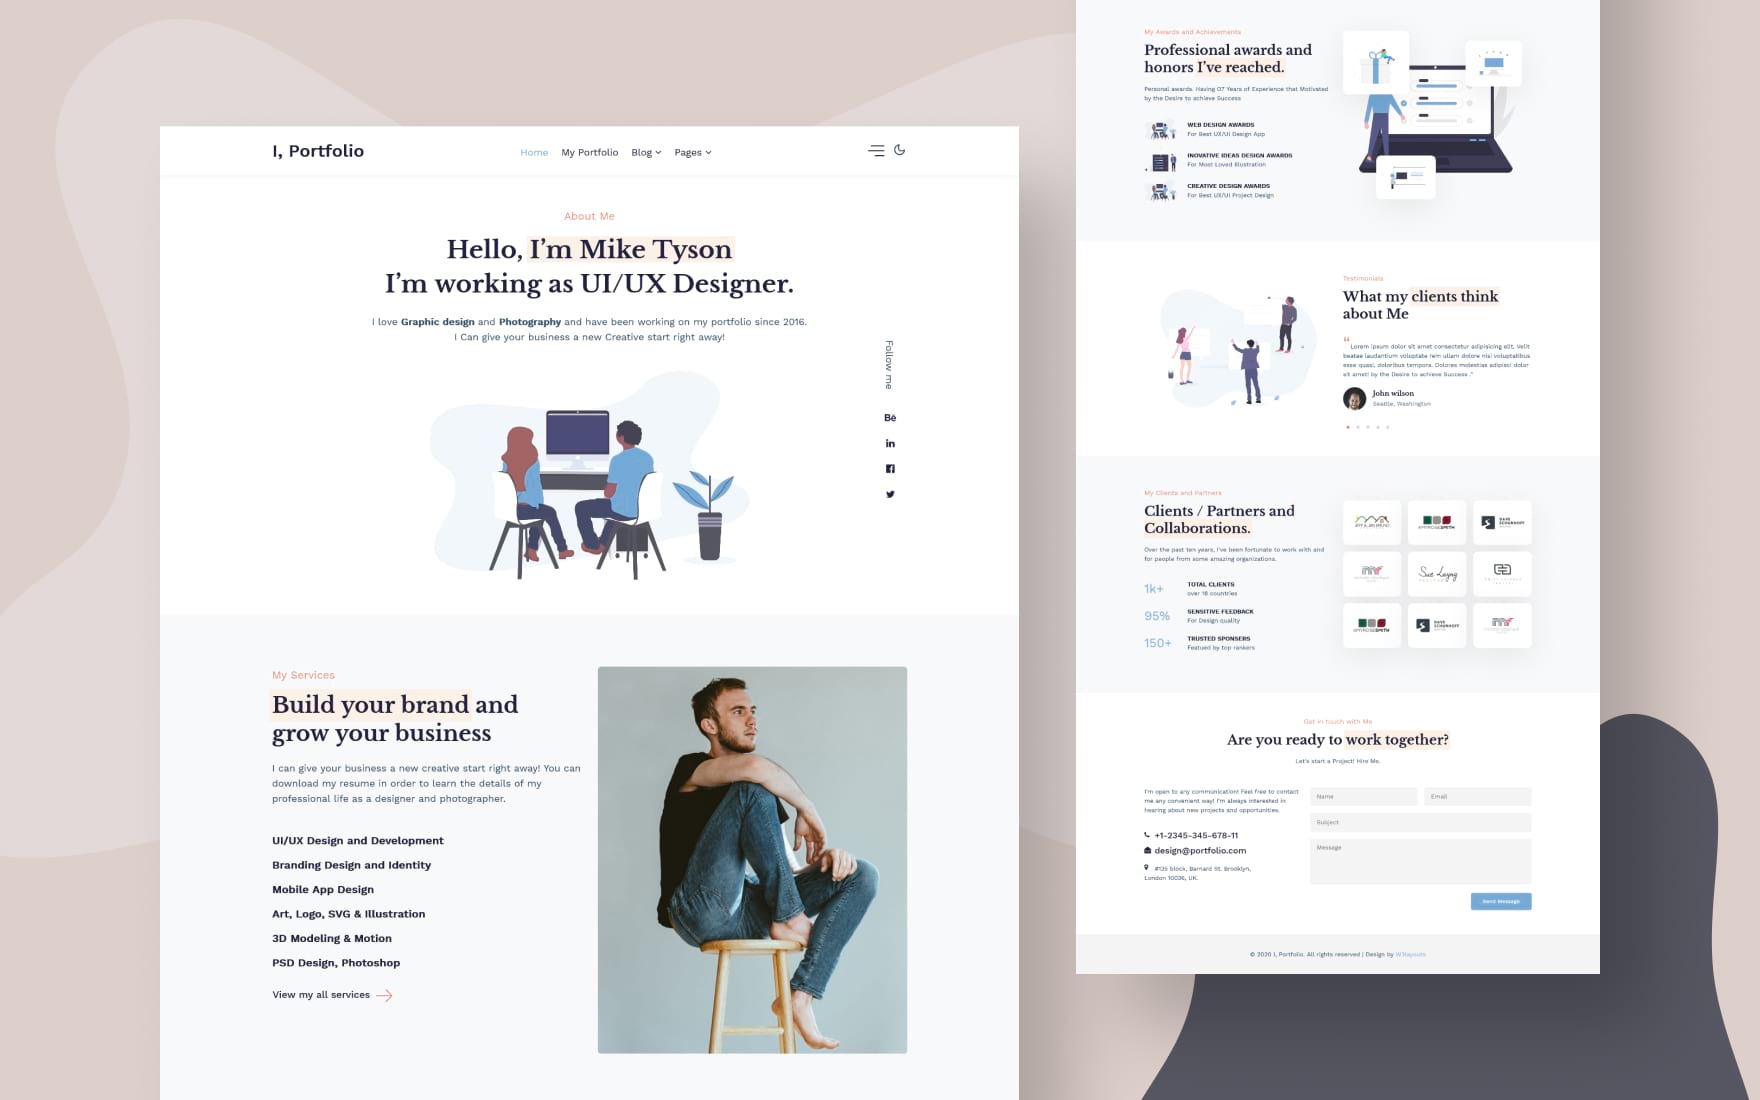 I, Portfolio
Home
My Portfolio
Blog
Pages
About Me
Hello, I'm Mike Tyson
I'm working as UI/UX Designer.
I love Graphic design and Photography and have been working on my portfolio since 2016.
I Can give your business a new Creative start right away!
Follow me
Bē
in
My Services
Build your brand and
grow your business
I can give your business a new creative start right away! You can
download my resume in order to learn the details of my
professional life as a designer and photographer.
UI/UX Design and Development
Branding Design and Identity
Mobile App Design
Art, Logo, SVG & Illustration
3D Modeling & Motion
PSD Design, Photoshop
View my all services
My Awards and Achievements
Professional awards and
honors I've reached.
Personal awards. Having 07 Years of Experience that Motivated
by the Desire to achieve Success
WEB DESIGN AWARDS
For Best UX/UI Design App
INOVATIVE IDEAS DESIGN AWARDS
For Most Loved Illustration
CREATIVE DESIGN AWARDS
For Best UX/UI Project Design
Testimonials
What my clients think
about Me
“
Lorem ipsum dolor sit amet consectetur adipisicing elit. Velit
beatae laudantium voluptate rem ullam dolore nisi voluptatibus
esse quasi, doloribus tempora. Dolores molestias adipisci dolor
sit amet! by the Desire to achieve Success .”
John wilson
Seattle, Washington
My Clients and Partners
Clients / Partners and
Collaborations.
Over the past ten years, I've been fortunate to work with and
for people from some amazing organizations.
1k+
TOTAL CLIENTS
over 18 countries
95%
SENSITIVE FEEDBACK
For Design quality
150+
TRUSTED SPONSERS
Featued by top rankers
AMYROSESMITH
DAVE
SCHURHOFF
Sue Layng
AMYROSESMITH
DAVE
SCHURHOFF
Get in touch with Me
Are you ready to work together?
Let's start a Project! Hire Me.
I'm open to any communication! Feel free to contact
me any convenient way! I'm always interested in
hearing about new projects and opportunities.
+1-2345-345-678-11
design@portfolio.com
#135 block, Barnard St. Brooklyn,
London 10036, UK.
Name
Email
Subject
Message
Send Message
© 2020 I, Portfolio. All rights reserved | Design by W3layouts